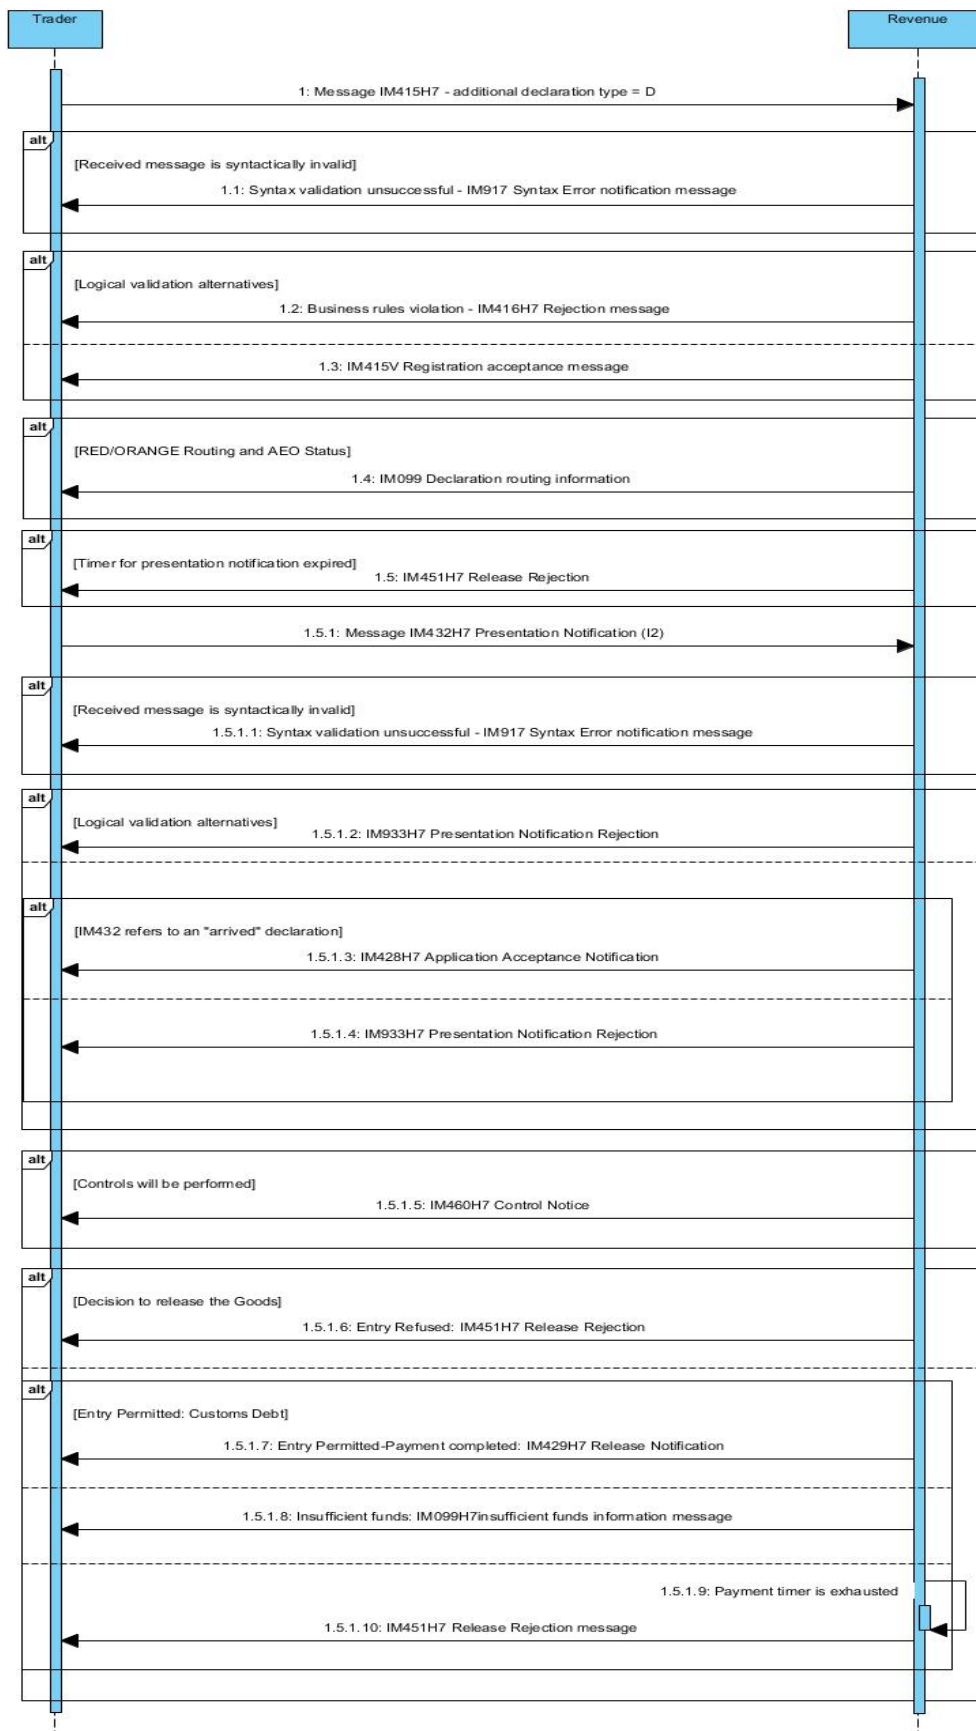 Trader
Revenue
1: Message IM415H7 - additional declaration type = D
alt
[Received message is syntactically invalid]
1.1: Syntax validation unsuccessful - IM917 Syntax Error notification message
alt
[Logical validation alternatives]
1.2: Business rules violation - IM416H7 Rejection message
1.3: IM415V Registration acceptance message
alt
[RED/ORANGE Routing and AEO Status]
1.4: IM099 Declaration routing information
alt
[Timer for presentation notification expired]
1.5: IM451H7 Release Rejection
1.5.1: Message IM432H7 Presentation Notification (I2)
alt
[Received message is syntactically invalid]
1.5.1.1: Syntax validation unsuccessful - IM917 Syntax Error notification message
alt
[Logical validation alternatives]
1.5.1.2: IM933H7 Presentation Notification Rejection
alt
[IM432 refers to an "arrived" declaration]
1.5.1.3: IM428H7 Application Acceptance Notification
1.5.1.4: IM933H7 Presentation Notification Rejection
alt
[Controls will be performed]
1.5.1.5: IM460H7 Control Notice
alt
[Decision to release the Goods]
1.5.1.6: Entry Refused: IM451H7 Release Rejection
alt
[Entry Permitted: Customs Debt]
1.5.1.7: Entry Permitted-Payment completed: IM429H7 Release Notification
1.5.1.8: Insufficient funds: IM099H7insufficient funds information message
1.5.1.9: Payment timer is exhausted
1.5.1.10: IM451H7 Release Rejection message